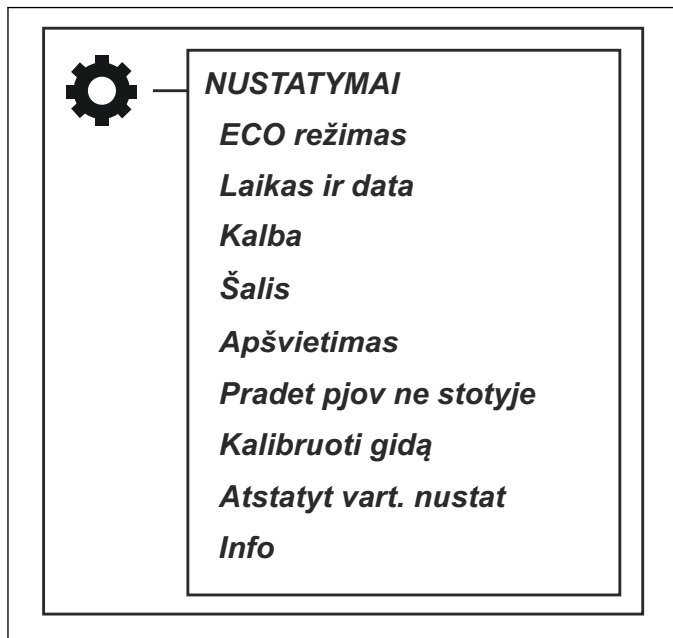 NUSTATYMAI
ECO režimas
Laikas ir data
Kalba
Šalis
Apšvietimas
Pradet pjov ne stotyje
Kalibruoti gidą
Atstatyt vart. nustat
Info